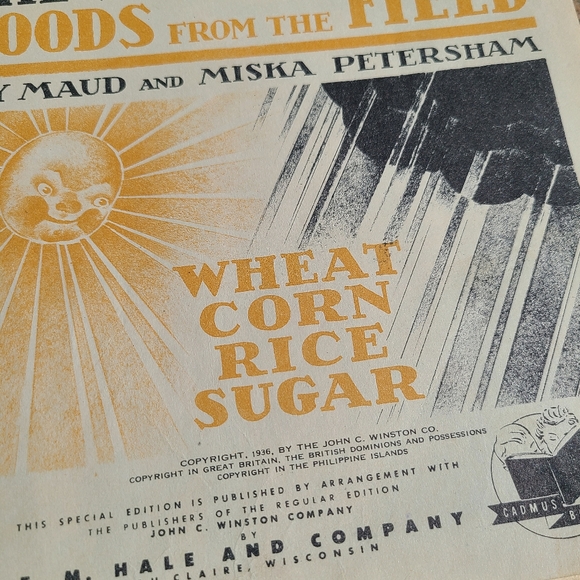 OODS FROM THE FIELD
Y MAUD AND MISKA PETERSHAM
WHEAT
CORN
RICE
SUGAR
COPYRIGHT, 1936, BY THE JOHN C. WINSTON CO.
COPYRIGHT IN GREAT BRITAIN, THE BRITISH DOMINIONS AND POSSESSIONS
COPYRIGHT IN THE PHILIPPINE ISLANDS
THIS SPECIAL EDITION IS PUBLISHED BY ARRANGEMENT WITH
THE PUBLISHERS OF THE REGULAR EDITION
JOHN C. WINSTON COMPANY
BY
M. HALE AND COMPANY
CLAIRE, WISCONSIN
CADMUS B